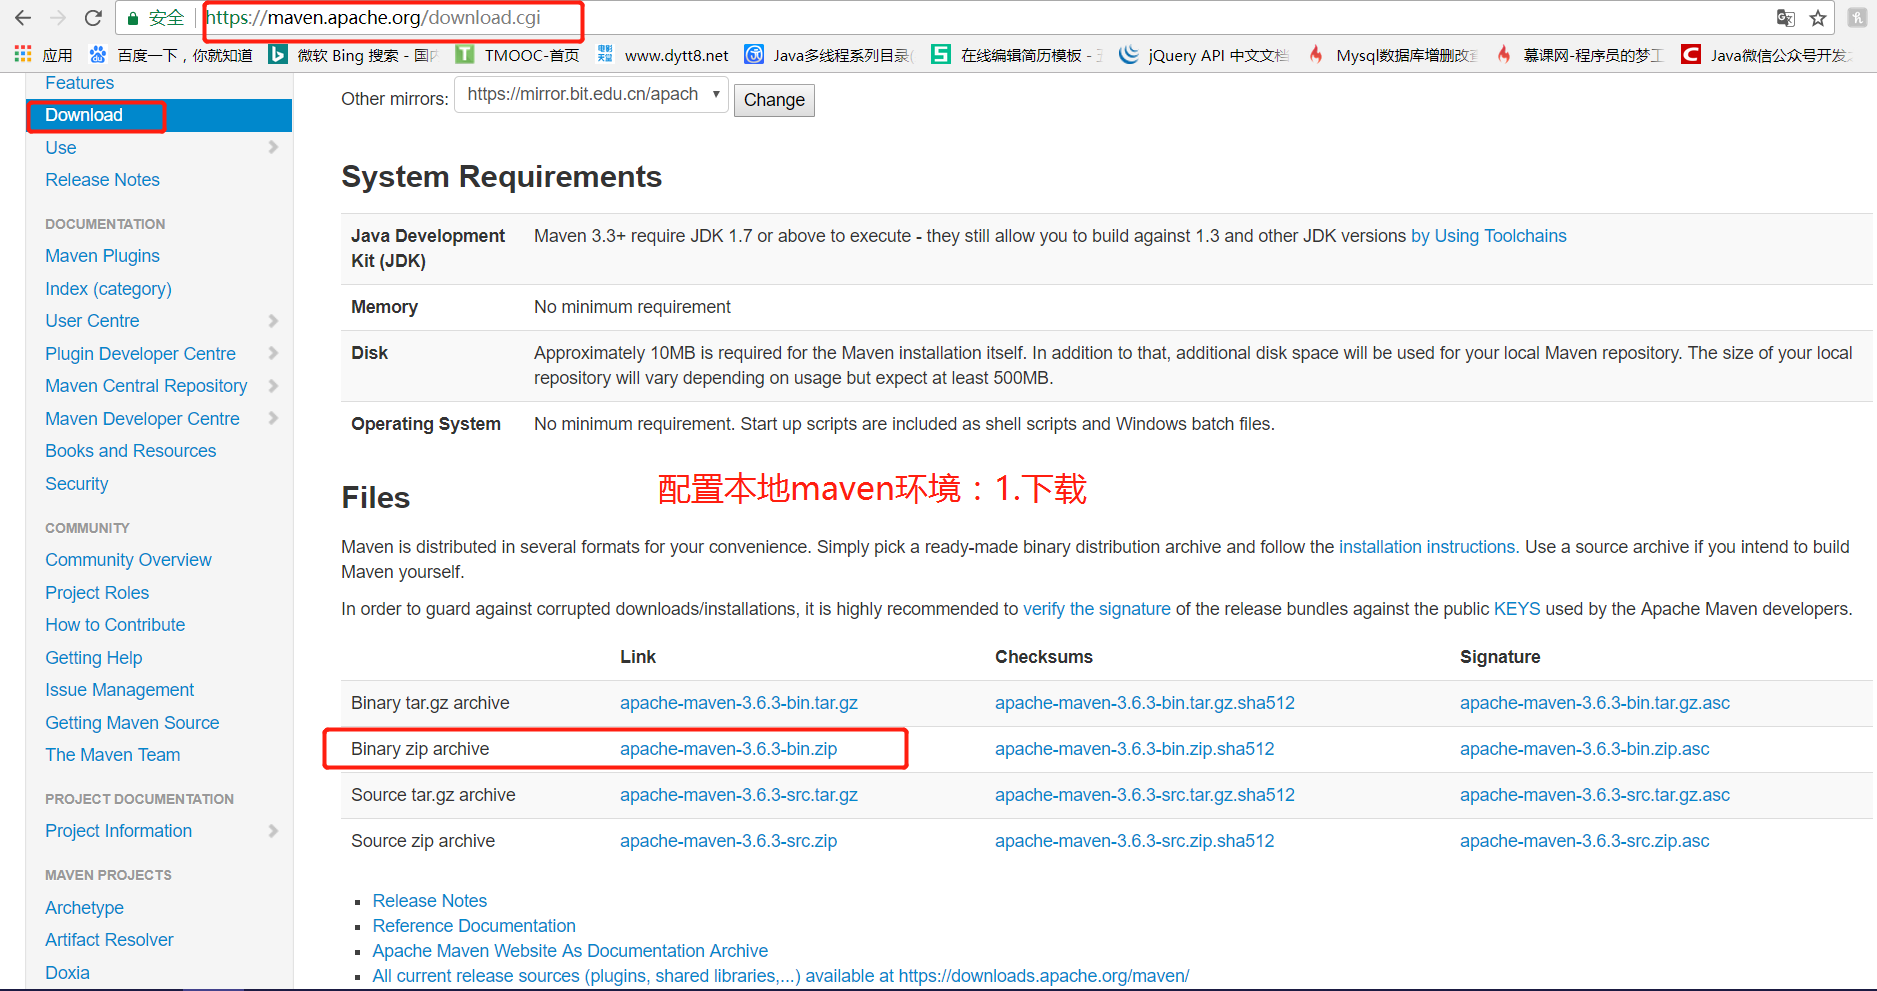 安全 https://maven.apache.org/download.cgi
应用 百度一下，你就知道 微软 Bing 搜索 - 国 TMOOC-首页 www.dytt8.net Java多线程系列目录( 在线编辑简历模板 - jQuery API 中文文档 Mysql数据库增删改查 慕课网-程序员的梦工 Java微信公众号开发
Features
Download
Use
Release Notes
DOCUMENTATION
Maven Plugins
Index (category)
User Centre
Plugin Developer Centre
Maven Central Repository
Maven Developer Centre
Books and Resources
Security
COMMUNITY
Community Overview
Project Roles
How to Contribute
Getting Help
Issue Management
Getting Maven Source
The Maven Team
PROJECT DOCUMENTATION
Project Information
MAVEN PROJECTS
Archetype
Artifact Resolver
Doxia
Other mirrors: https://mirror.bit.edu.cn/apach Change
System Requirements
Java Development Kit (JDK) Maven 3.3+ require JDK 1.7 or above to execute - they still allow you to build against 1.3 and other JDK versions by Using Toolchains
Memory No minimum requirement
Disk Approximately 10MB is required for the Maven installation itself. In addition to that, additional disk space will be used for your local Maven repository. The size of your local
repository will vary depending on usage but expect at least 500MB.
Operating System No minimum requirement. Start up scripts are included as shell scripts and Windows batch files.
配置本地maven环境：1.下载
Files
Maven is distributed in several formats for your convenience. Simply pick a ready-made binary distribution archive and follow the installation instructions. Use a source archive if you intend to build
Maven yourself.
In order to guard against corrupted downloads/installations, it is highly recommended to verify the signature of the release bundles against the public KEYS used by the Apache Maven developers.
Link Checksums Signature
Binary tar.gz archive apache-maven-3.6.3-bin.tar.gz apache-maven-3.6.3-bin.tar.gz.sha512 apache-maven-3.6.3-bin.tar.gz.asc
Binary zip archive apache-maven-3.6.3-bin.zip apache-maven-3.6.3-bin.zip.sha512 apache-maven-3.6.3-bin.zip.asc
Source tar.gz archive apache-maven-3.6.3-src.tar.gz apache-maven-3.6.3-src.tar.gz.sha512 apache-maven-3.6.3-src.tar.gz.asc
Source zip archive apache-maven-3.6.3-src.zip apache-maven-3.6.3-src.zip.sha512 apache-maven-3.6.3-src.zip.asc
Release Notes
Reference Documentation
Apache Maven Website As Documentation Archive
All current release sources (plugins, shared libraries,...) available at https://downloads.apache.org/maven/